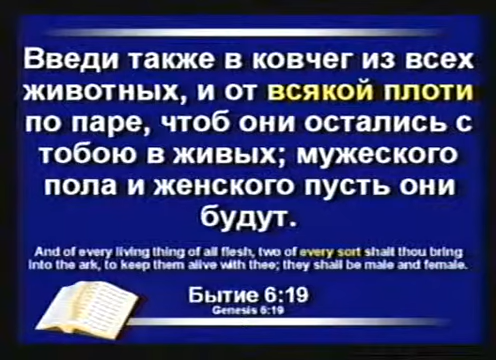 Введи также в ковчег из всех
животных, и от всякой плоти
по паре, чтоб они остались с
тобою в живых; мужеского
пола и женского пусть они
будут.
And of every living thing of all flesh, two of every sort shalt thou bring
into the ark, to keep them alive with thee; they shall be male and female.
Бытие 6:19
Genesis 6:19